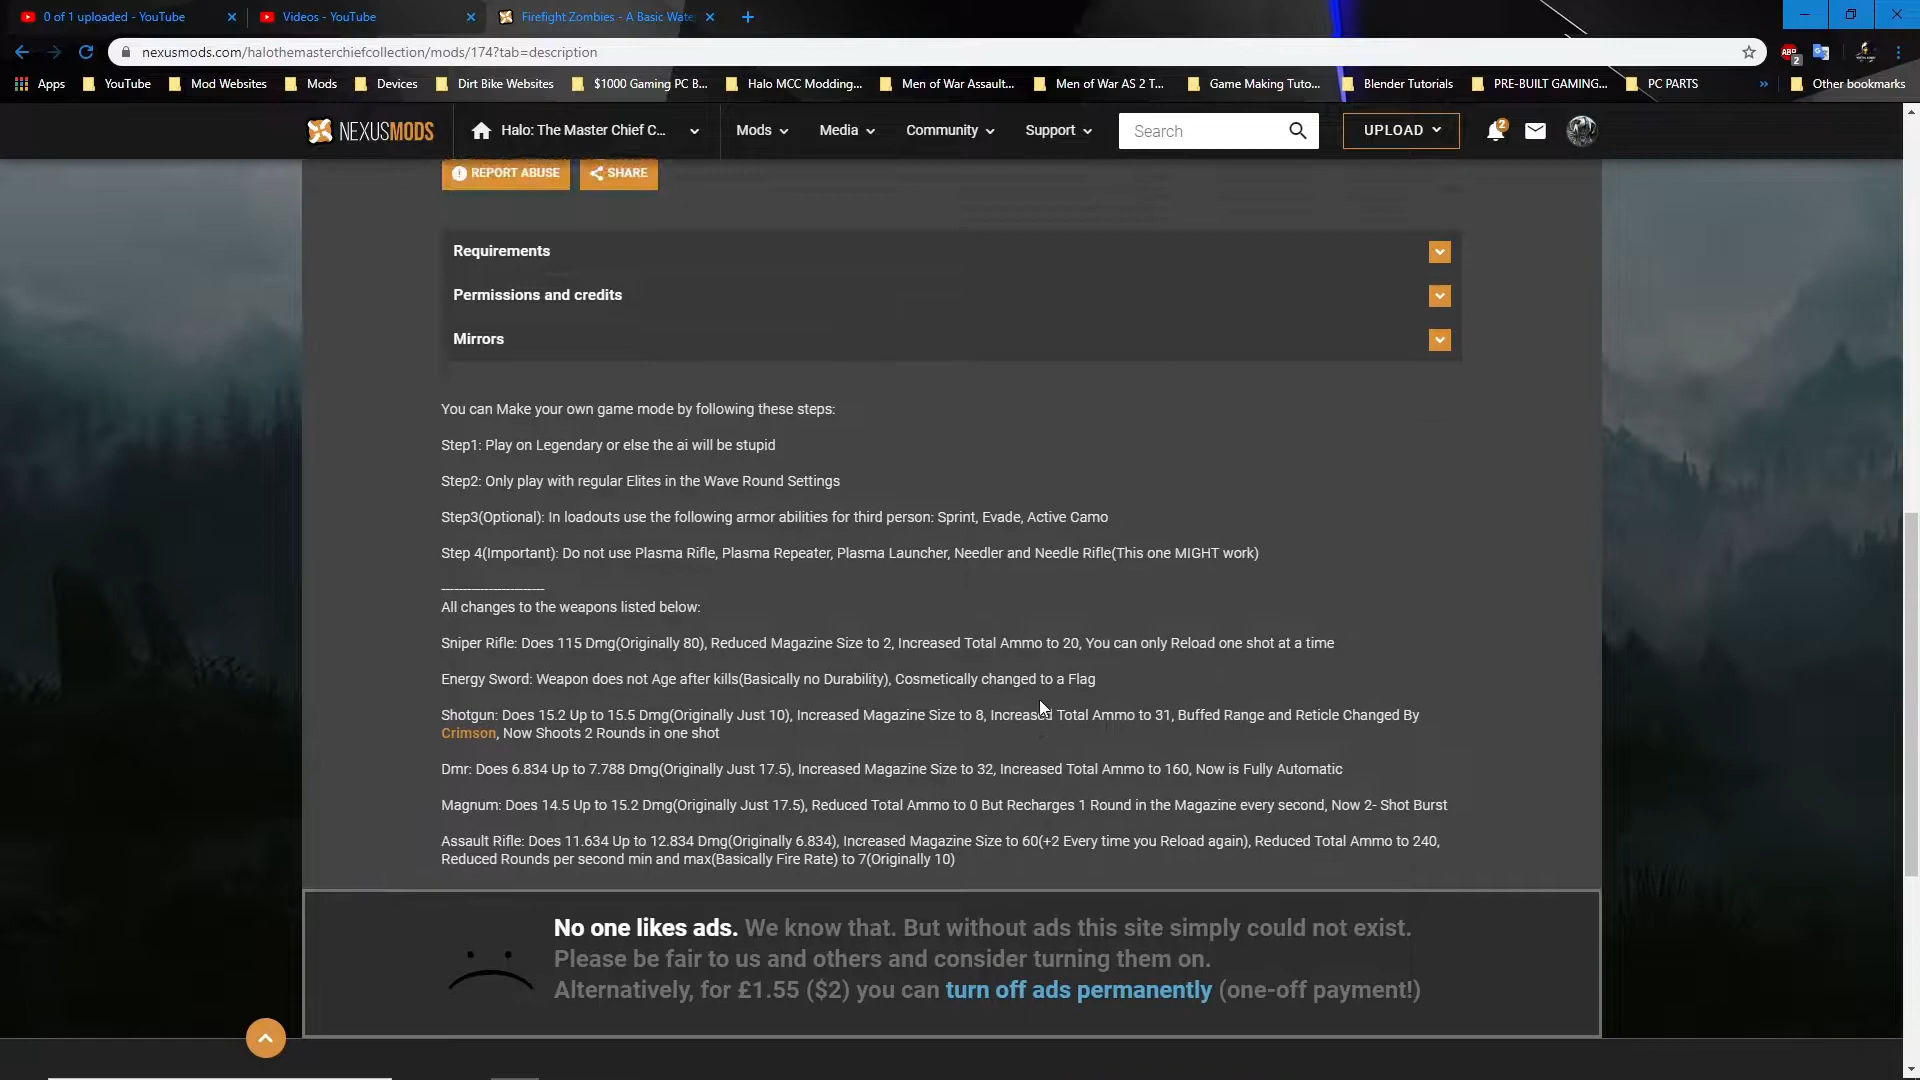 0 of 1 uploaded - YouTube
Videos - YouTube
Firefight Zombies - A Basic Wate
nexusmods.com/halothemasterchiefcollection/mods/174?tab=description
ABP
2
Apps
YouTube
Mod Websites
Mods
Devices
Dirt Bike Websites
$1000 Gaming PC B...
Halo MCC Modding...
Men of War Assault...
Men of War AS 2 T...
Game Making Tuto...
Blender Tutorials
PRE-BUILT GAMING...
PC PARTS
»
Other bookmarks
NEXUSMODS
Halo: The Master Chief C...
Mods
Media
Community
Support
Search
UPLOAD
2
REPORT ABUSE
SHARE
Requirements
Permissions and credits
Mirrors
You can Make your own game mode by following these steps:
Step1: Play on Legendary or else the ai will be stupid
Step2: Only play with regular Elites in the Wave Round Settings
Step3(Optional): In loadouts use the following armor abilities for third person: Sprint, Evade, Active Camo
Step 4(Important): Do not use Plasma Rifle, Plasma Repeater, Plasma Launcher, Needler and Needle Rifle(This one MIGHT work)
------------------------
All changes to the weapons listed below:
Sniper Rifle: Does 115 Dmg(Originally 80), Reduced Magazine Size to 2, Increased Total Ammo to 20, You can only Reload one shot at a time
Energy Sword: Weapon does not Age after kills(Basically no Durability), Cosmetically changed to a Flag
Shotgun: Does 15.2 Up to 15.5 Dmg(Originally Just 10), Increased Magazine Size to 8, Increased Total Ammo to 31, Buffed Range and Reticle Changed By
Crimson, Now Shoots 2 Rounds in one shot
Dmr: Does 6.834 Up to 7.788 Dmg(Originally Just 17.5), Increased Magazine Size to 32, Increased Total Ammo to 160, Now is Fully Automatic
Magnum: Does 14.5 Up to 15.2 Dmg(Originally Just 17.5), Reduced Total Ammo to 0 But Recharges 1 Round in the Magazine every second, Now 2- Shot Burst
Assault Rifle: Does 11.634 Up to 12.834 Dmg(Originally 6.834), Increased Magazine Size to 60(+2 Every time you Reload again), Reduced Total Ammo to 240,
Reduced Rounds per second min and max(Basically Fire Rate) to 7(Originally 10)
No one likes ads. We know that. But without ads this site simply could not exist.
Please be fair to us and others and consider turning them on.
Alternatively, for £1.55 ($2) you can turn off ads permanently (one-off payment!)